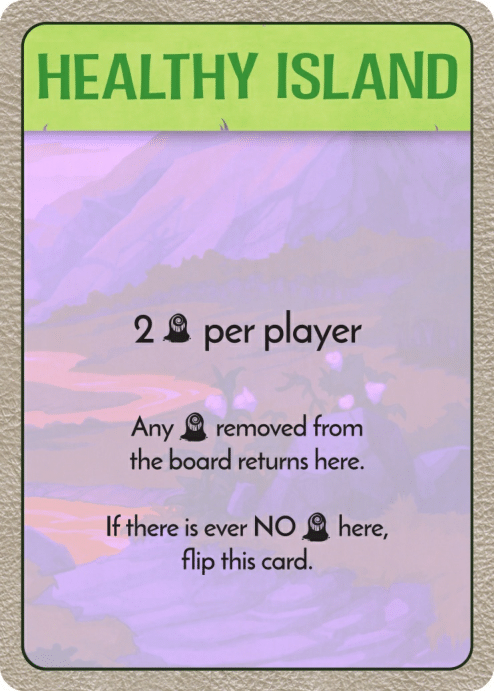 HEALTHY ISLAND
2 per player
Any removed from
the board returns here.
If there is ever NO here,
flip this card.